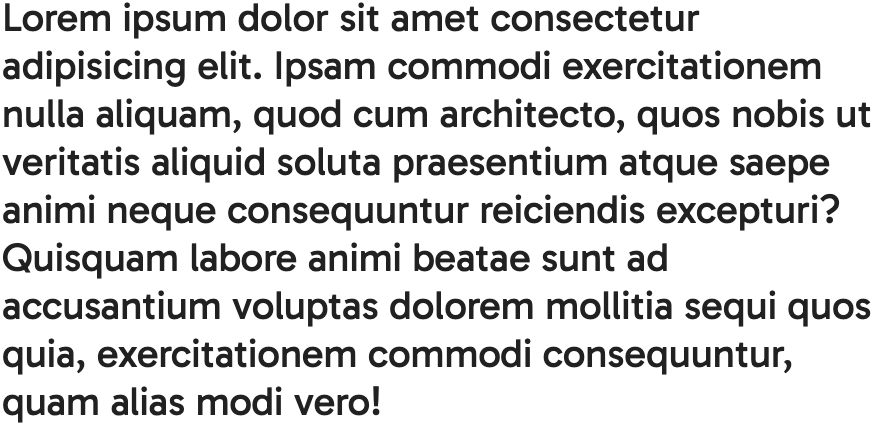 Lorem ipsum dolor sit amet consectetur
adipisicing elit. Ipsam commodi exercitationem
nulla aliquam, quod cum architecto, quos nobis ut
veritatis aliquid soluta praesentium atque saepe
animi neque consequuntur reiciendis excepturi?
Quisquam labore animi beatae sunt ad
accusantium voluptas dolorem mollitia sequi quos
quia, exercitationem commodi consequuntur,
quam alias modi vero!